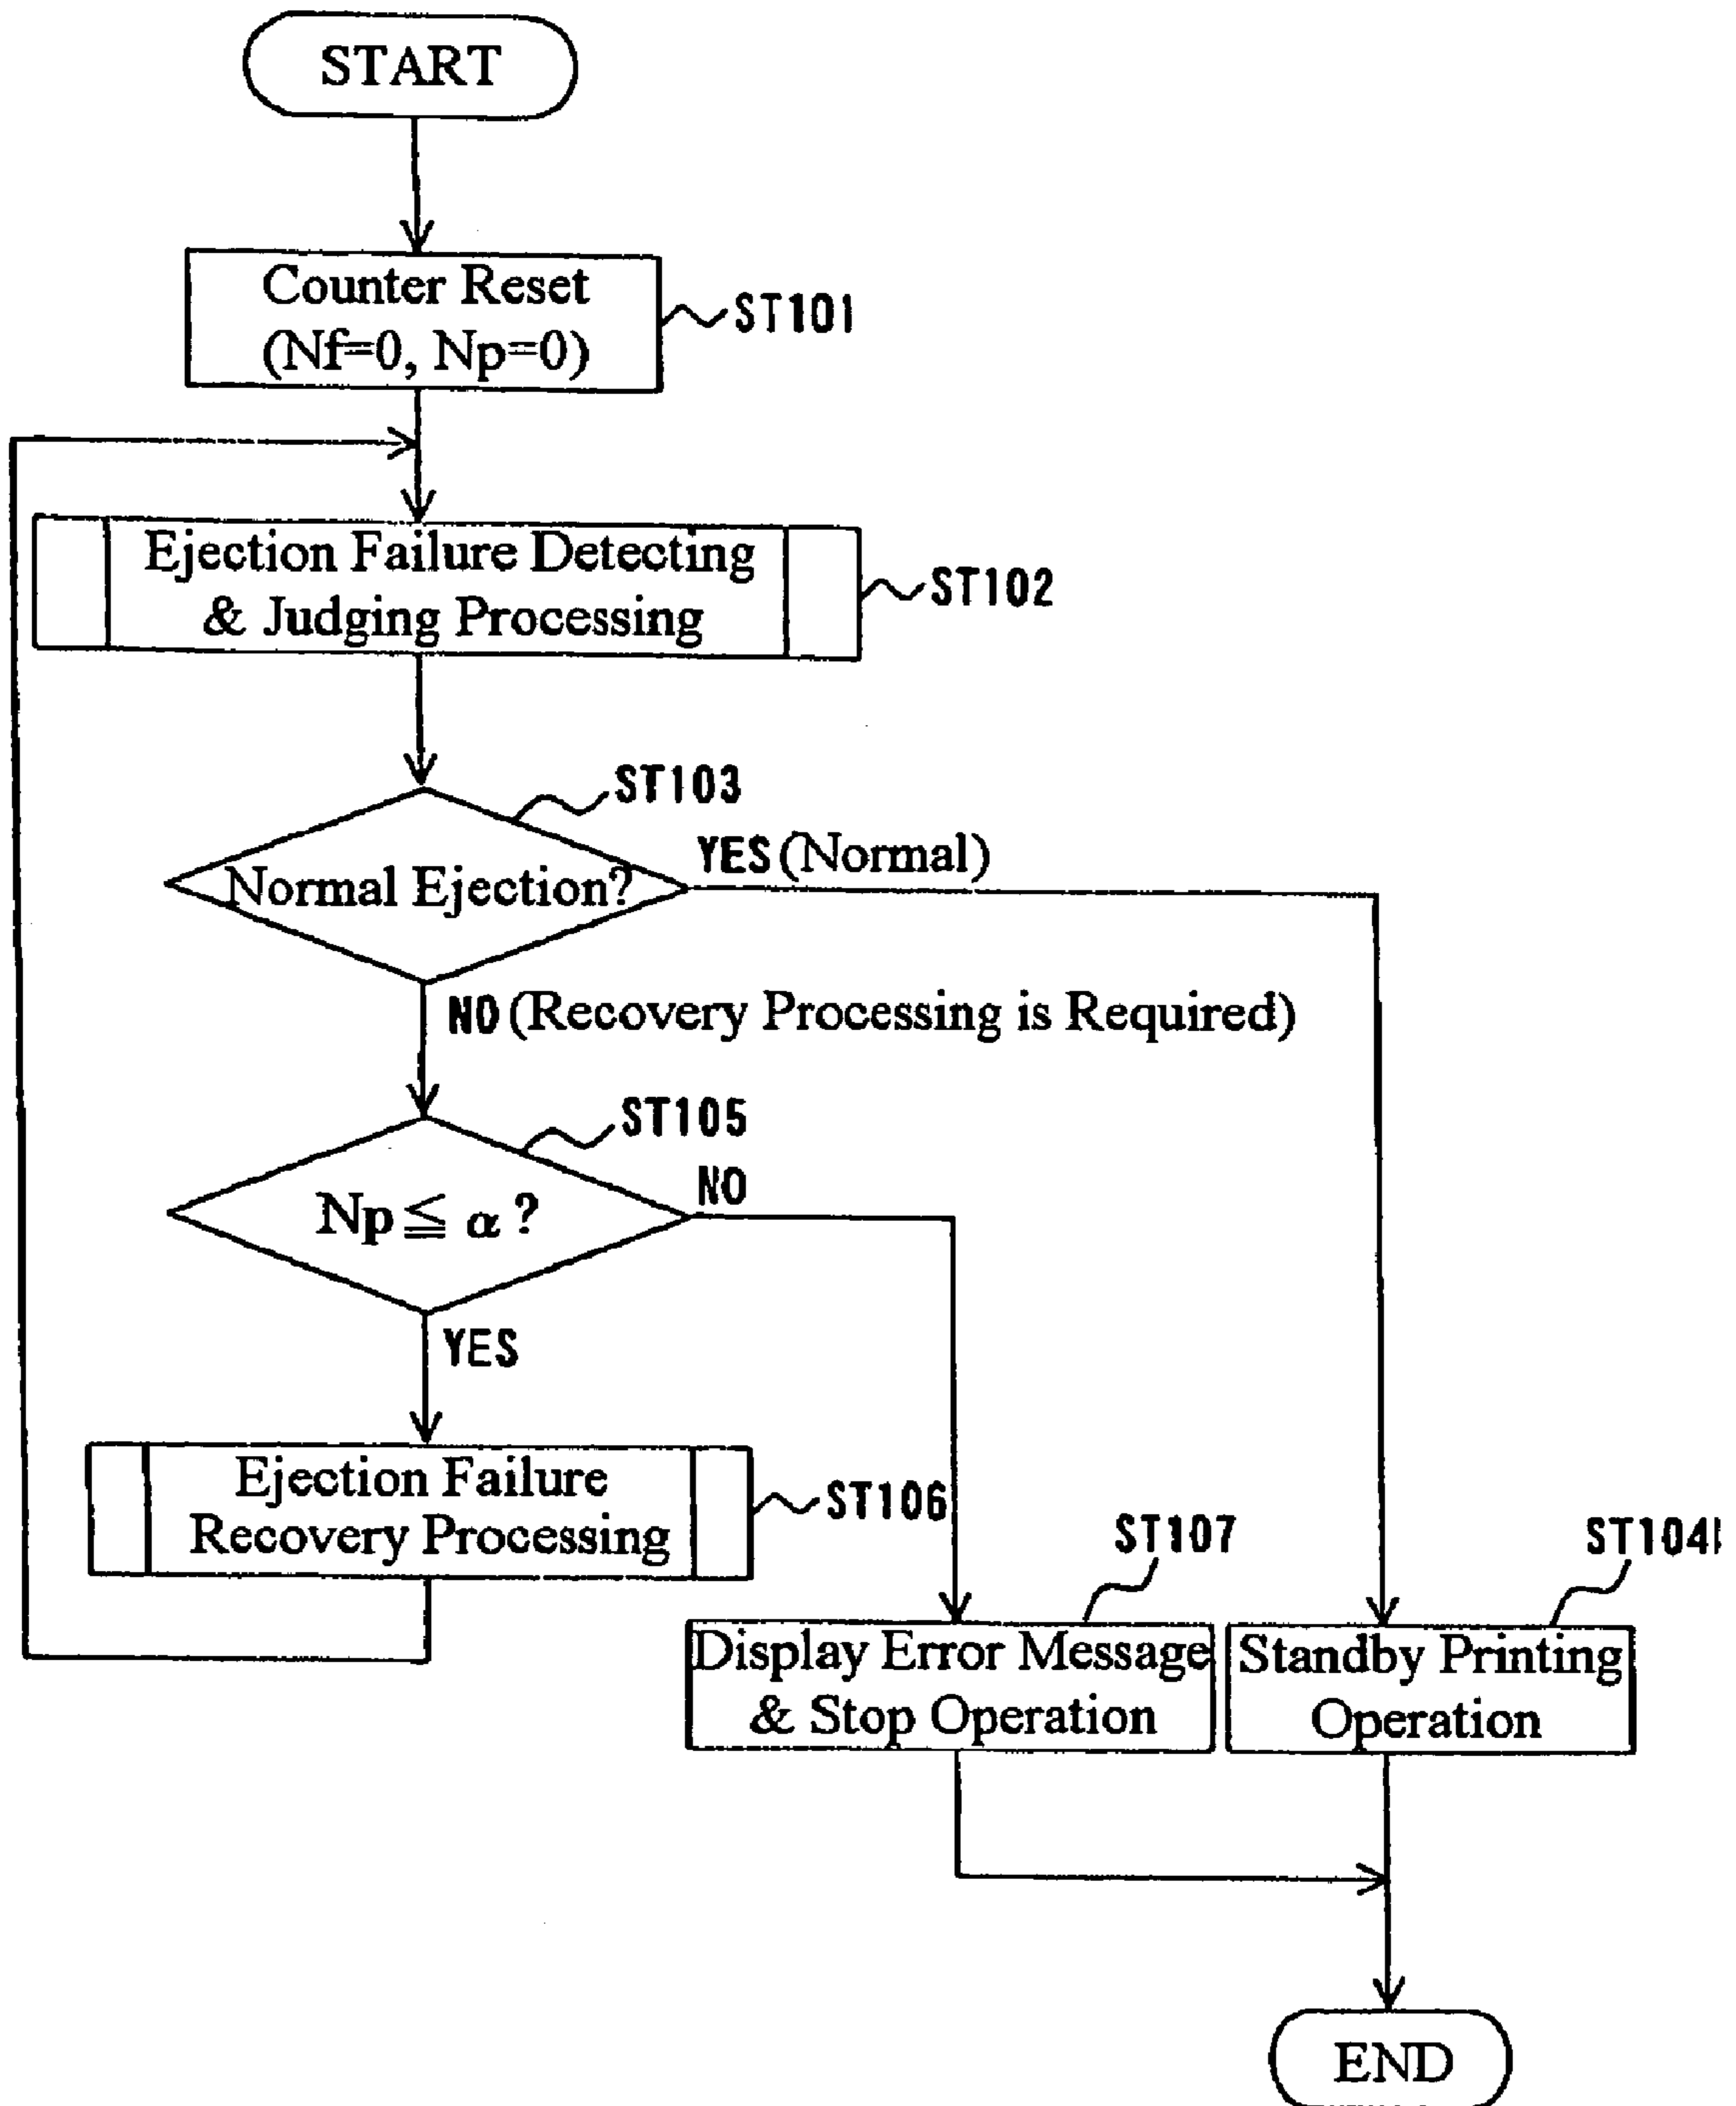 START
Counter Reset
(Nf=0, Np=0)
ST101
Ejection Failure Detecting
& Judging Processing
ST102
ST103
YES (Normal)
Normal Ejection?
NO (Recovery Processing is Required)
ST105
NO
Np ≦ α ?
YES
Ejection Failure
Recovery Processing
ST106
ST107
ST104
Display Error Message
& Stop Operation
Standby Printing
Operation
END